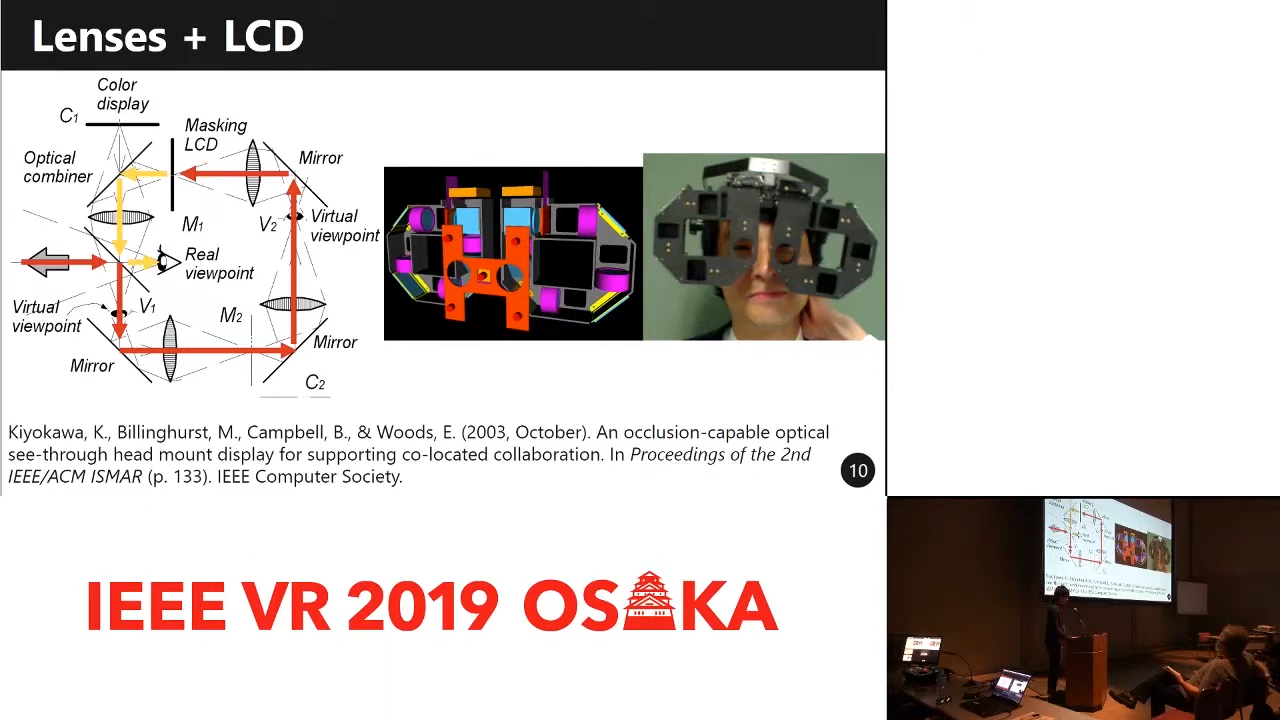 Lenses + LCD
Color
display
C1
Masking
LCD
Optical
combiner
Mirror
M1
V2
Virtual
viewpoint
Real
viewpoint
Virtual
viewpoint
V1
M2
Mirror
Mirror
C2
Kiyokawa, K., Billinghurst, M., Campbell, B., & Woods, E. (2003, October). An occlusion-capable optical
see-through head mount display for supporting co-located collaboration. In Proceedings of the 2nd
IEEE/ACM ISMAR (p. 133). IEEE Computer Society.
10
IEEE VR 2019 OSAKA